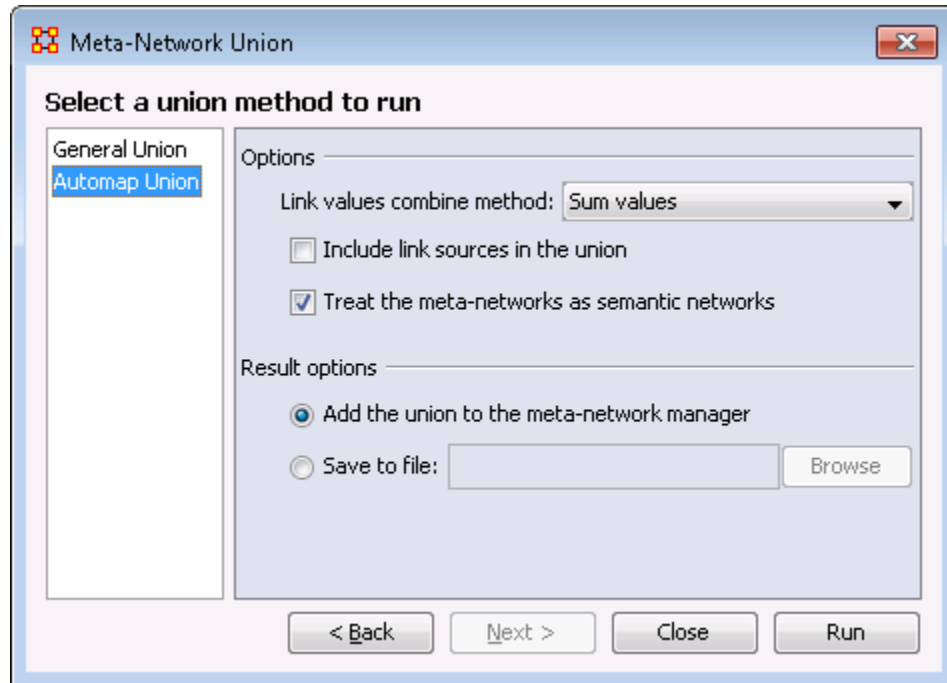 Meta-Network Union
Select a union method to run
General Union
Automap Union
Options
Link values combine method: Sum values
Include link sources in the union
Treat the meta-networks as semantic networks
Result options
Add the union to the meta-network manager
Save to file: Browse
< Back Next > Close Run